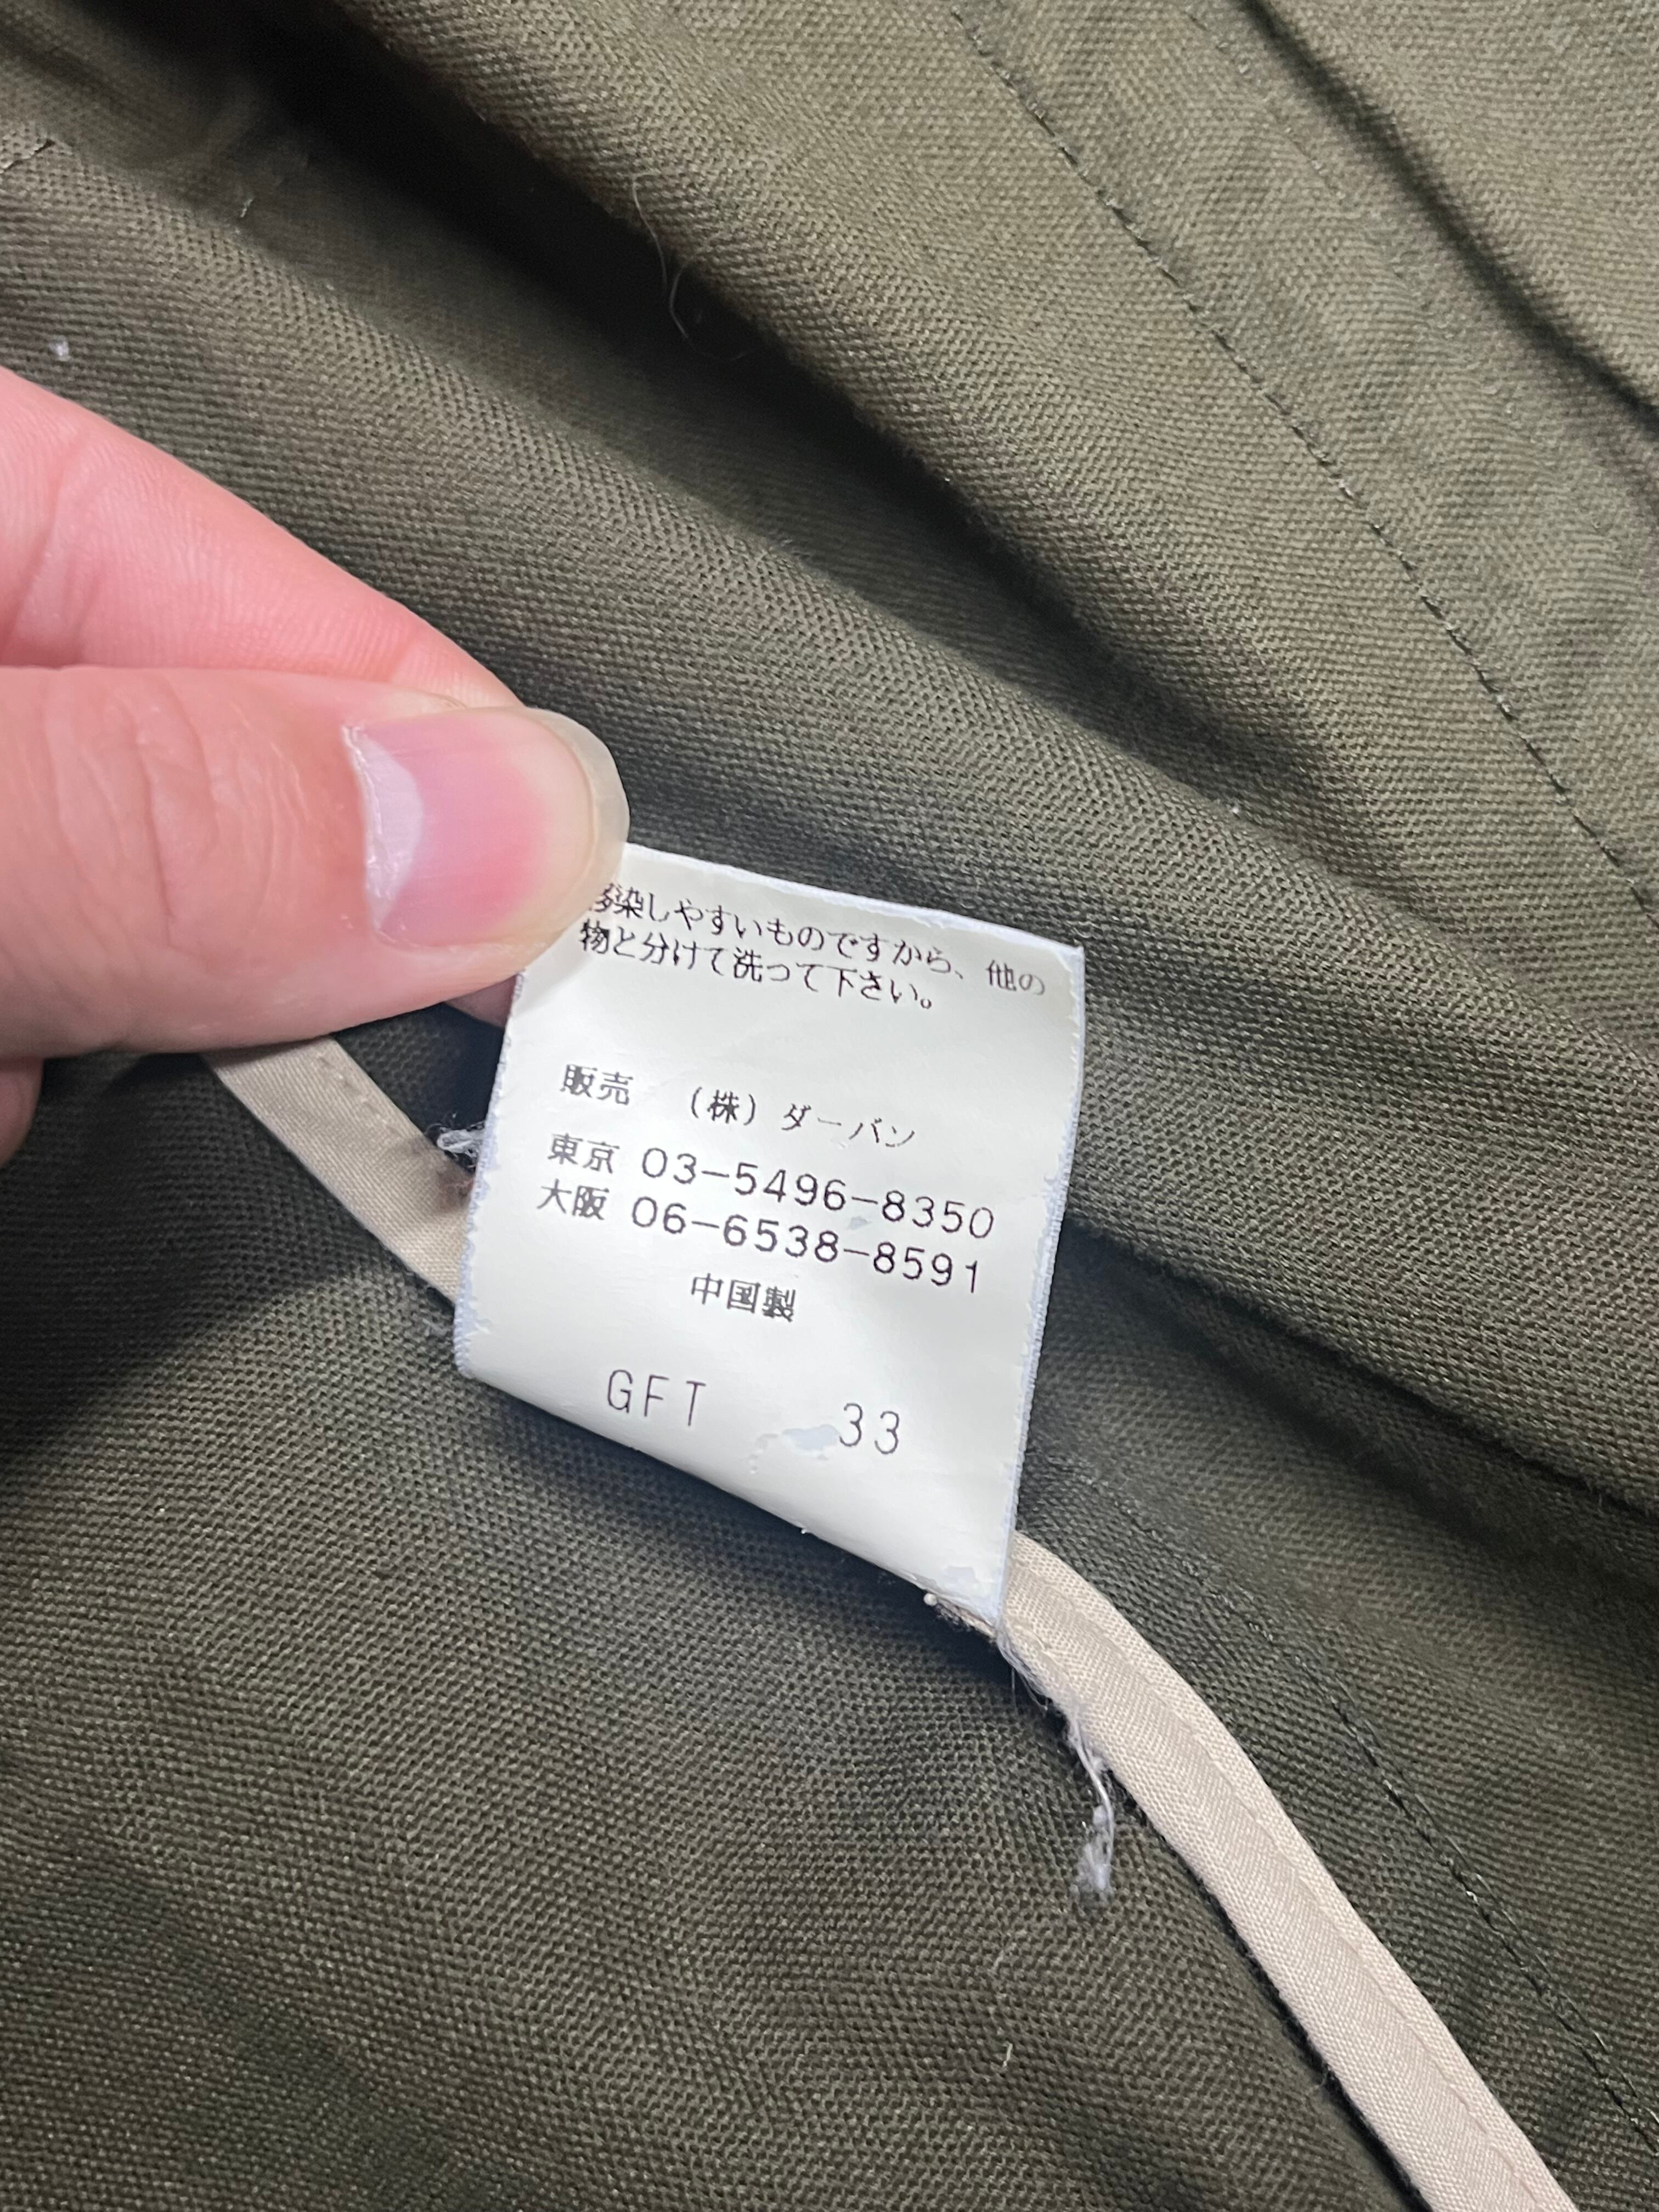 移染しやすいものですから、他の
物と分けて洗って下さい。
販売 (株) ダーバン
東京 03-5496-8350
大阪 06-6538-8591
中国製
GFT 33